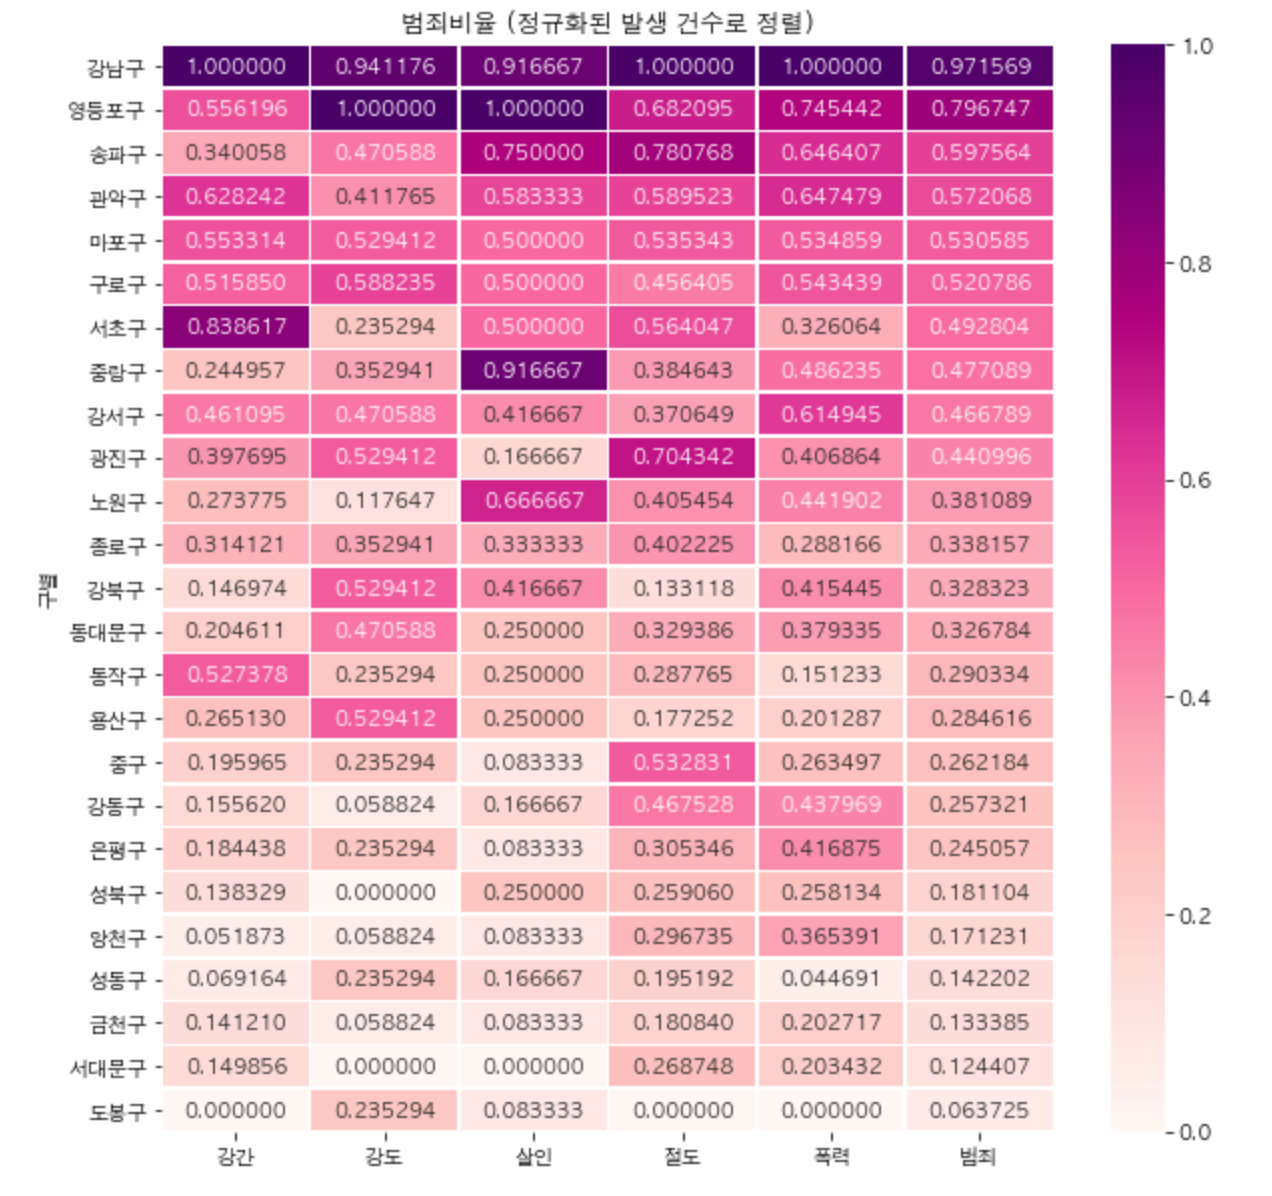 범죄비율 (정규화된 발생 건수로 정렬)
강남구 1.000000 0.941176 0.916667 1.000000 1.000000 0.971569
영등포구 0.556196 1.000000 1.000000 0.682095 0.745442 0.796747
송파구 0.340058 0.470588 0.750000 0.780768 0.646407 0.597564
관악구 0.628242 0.411765 0.583333 0.589523 0.647479 0.572068
마포구 0.553314 0.529412 0.500000 0.535343 0.534859 0.530585
구로구 0.515850 0.588235 0.500000 0.456405 0.543439 0.520786
서초구 0.838617 0.235294 0.500000 0.564047 0.326064 0.492804
중랑구 0.244957 0.352941 0.916667 0.384643 0.486235 0.477089
강서구 0.461095 0.470588 0.416667 0.370649 0.614945 0.466789
광진구 0.397695 0.529412 0.166667 0.704342 0.406864 0.440996
노원구 0.273775 0.117647 0.666667 0.405454 0.441902 0.381089
종로구 0.314121 0.352941 0.333333 0.402225 0.288166 0.338157
강북구 0.146974 0.529412 0.416667 0.133118 0.415445 0.328323
동대문구 0.204611 0.470588 0.250000 0.329386 0.379335 0.326784
동작구 0.527378 0.235294 0.250000 0.287765 0.151233 0.290334
용산구 0.265130 0.529412 0.250000 0.177252 0.201287 0.284616
중구 0.195965 0.235294 0.083333 0.532831 0.263497 0.262184
강동구 0.155620 0.058824 0.166667 0.467528 0.437969 0.257321
은평구 0.184438 0.235294 0.083333 0.305346 0.416875 0.245057
성북구 0.138329 0.000000 0.250000 0.259060 0.258134 0.181104
양천구 0.051873 0.058824 0.083333 0.296735 0.365391 0.171231
성동구 0.069164 0.235294 0.166667 0.195192 0.044691 0.142202
금천구 0.141210 0.058824 0.083333 0.180840 0.202717 0.133385
서대문구 0.149856 0.000000 0.000000 0.268748 0.203432 0.124407
도봉구 0.000000 0.235294 0.083333 0.000000 0.000000 0.063725
강간 강도 살인 절도 폭력 범죄
구별
1.0
0.8
0.6
0.4
0.2
0.0